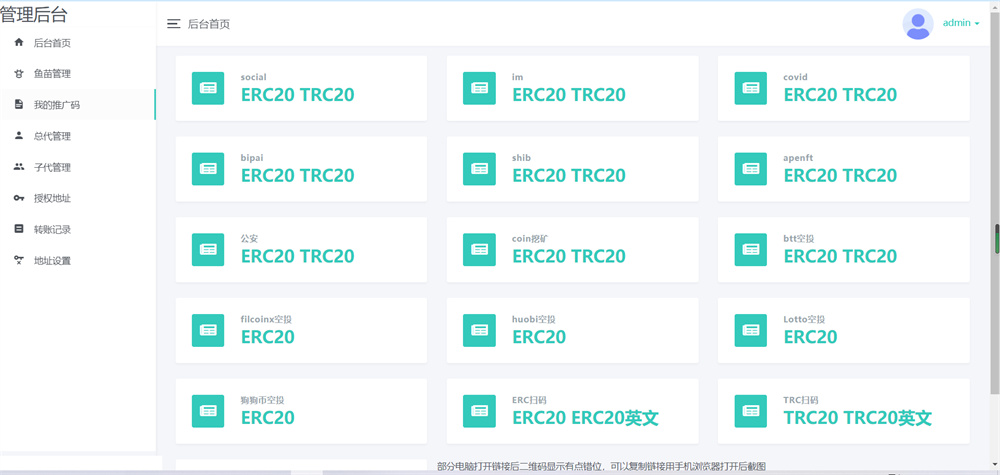 管理后台
后台首页
鱼苗管理
我的推广码
总代管理
子代管理
授权地址
转账记录
地址设置
后台首页
admin
social
ERC20 TRC20
im
ERC20 TRC20
covid
ERC20 TRC20
bipai
ERC20 TRC20
shib
ERC20 TRC20
apenft
ERC20 TRC20
公安
ERC20 TRC20
coin挖矿
ERC20 TRC20
btt空投
ERC20 TRC20
filcoinx空投
ERC20
huobi空投
ERC20
Lotto空投
ERC20
狗狗币空投
ERC20
ERC扫码
ERC20 ERC20英文
TRC扫码
TRC20 TRC20英文
部分电脑打开链接后二维码显示有点错位，可以复制链接用手机浏览器打开后截图